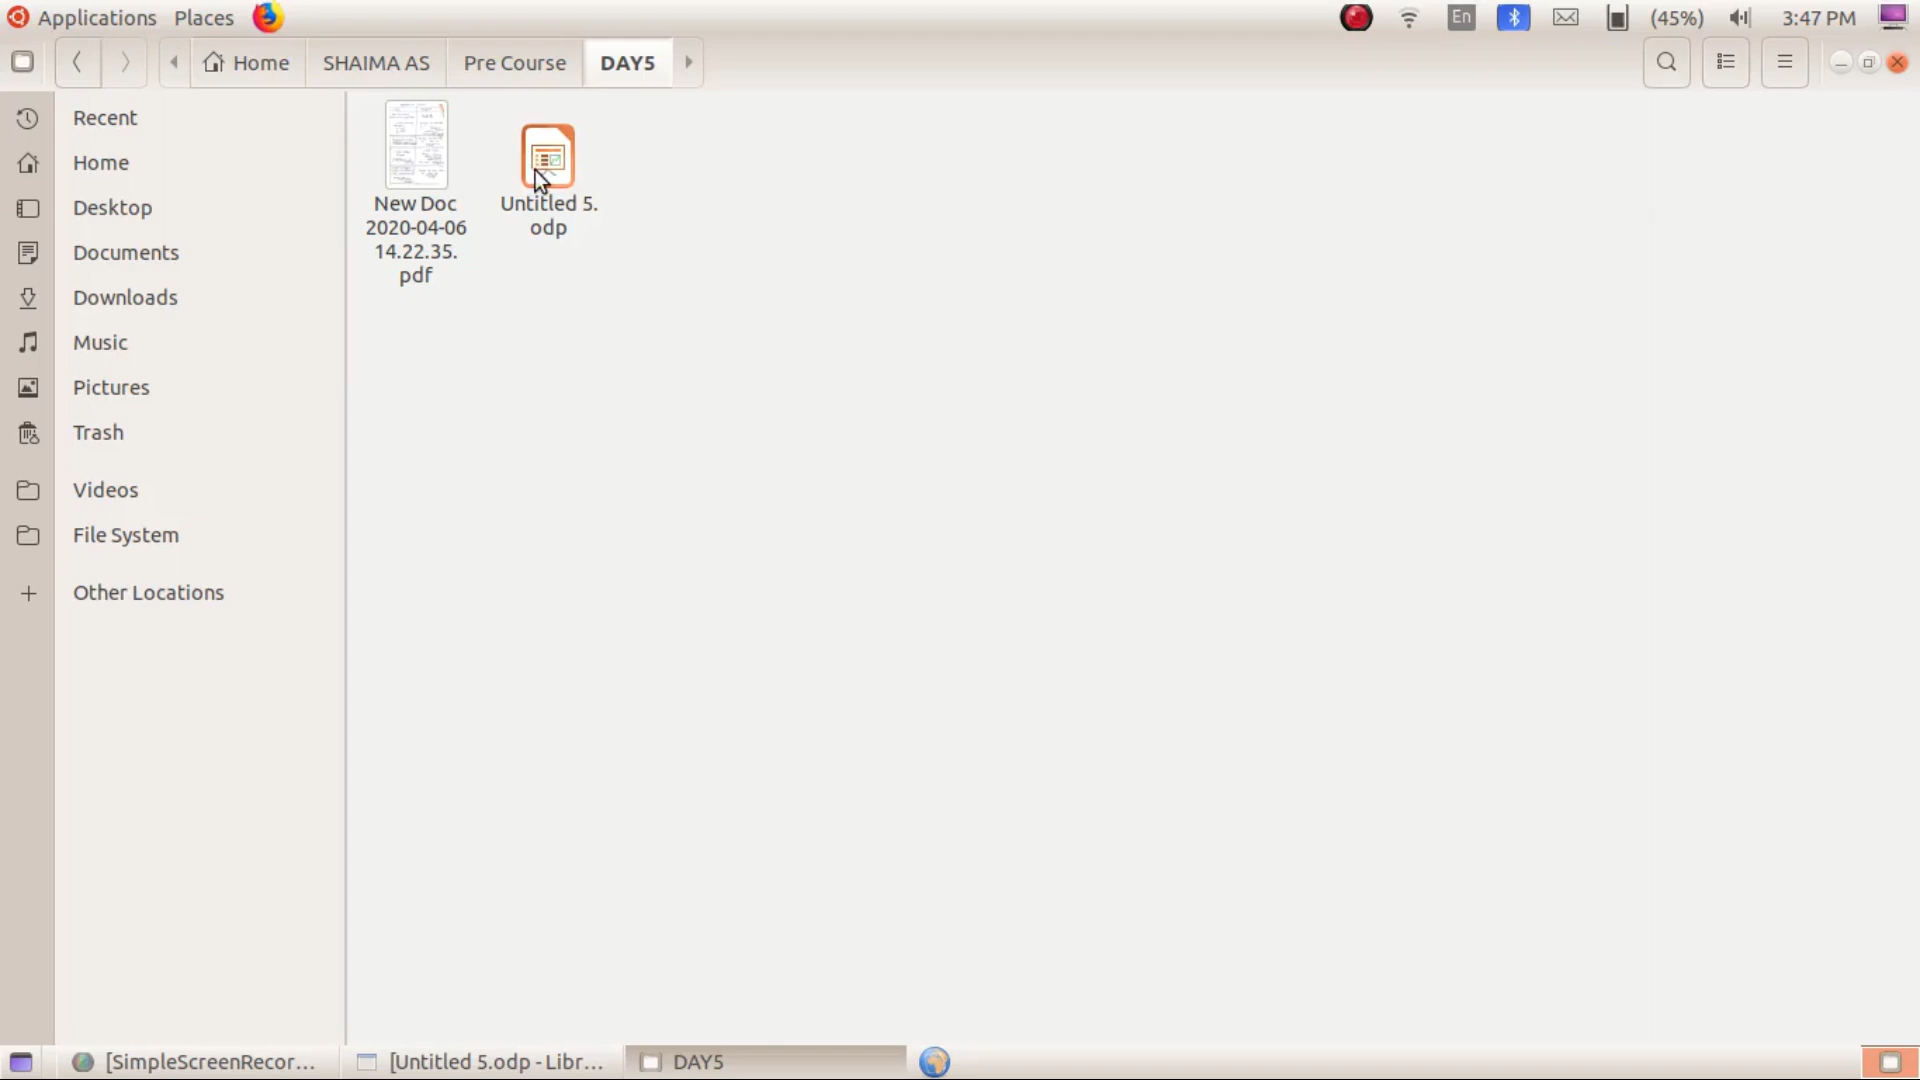 Applications Places En (45%) 3:47 PM
Home SHAIMA AS Pre Course DAY5
Recent
Home
Desktop
Documents
Downloads
Music
Pictures
Trash
Videos
File System
Other Locations
New Doc
2020-04-06
14.22.35.
pdf
Untitled 5.
odp
[SimpleScreenRecor... [Untitled 5.odp - Libr... DAY5